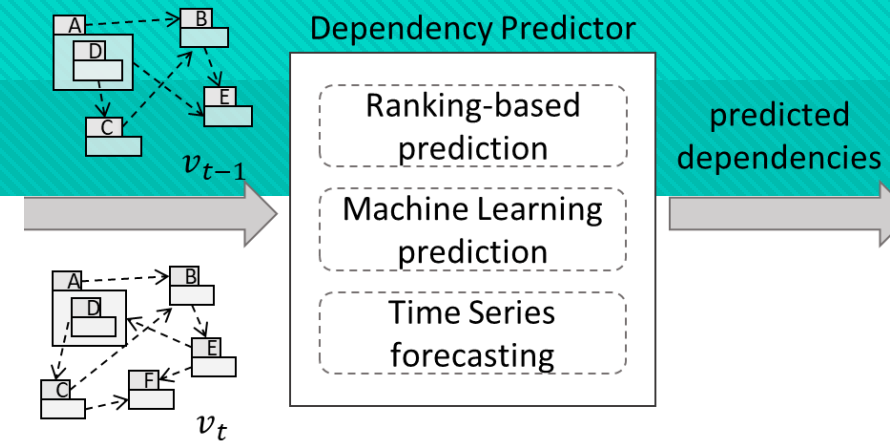 A
B
D
E
C
v_{t-1}
A
B
D
E
C
F
v_t
Dependency Predictor
Ranking-based
prediction
Machine Learning
prediction
Time Series
forecasting
predicted
dependencies